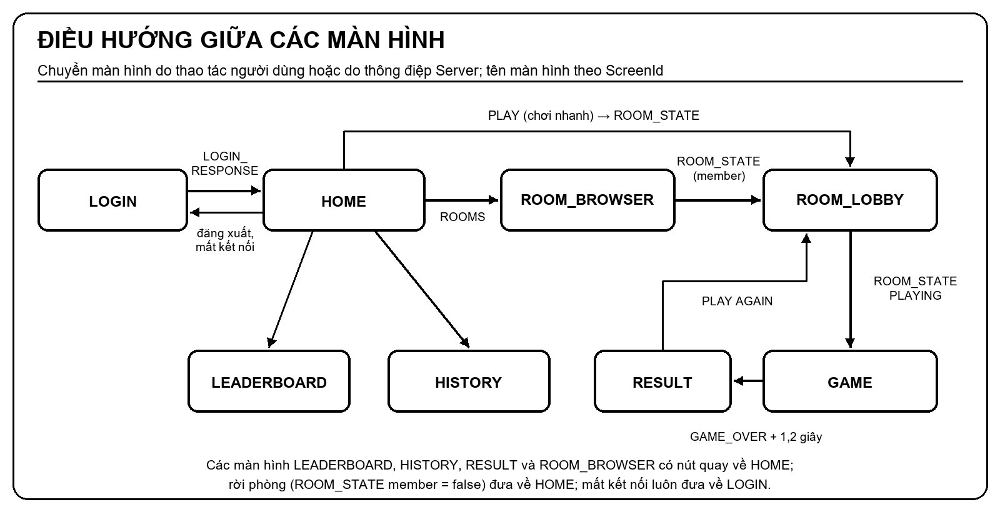 ĐIỀU HƯỚNG GIỮA CÁC MÀN HÌNH
Chuyển màn hình do thao tác người dùng hoặc do thông điệp Server; tên màn hình theo ScreenId
PLAY (chơi nhanh) → ROOM_STATE
LOGIN_
RESPONSE
ROOM_STATE
(member)
LOGIN
HOME
ROOM_BROWSER
ROOM_LOBBY
ROOMS
đăng xuất,
mất kết nối
ROOM_STATE
PLAYING
PLAY AGAIN
LEADERBOARD
HISTORY
RESULT
GAME
GAME_OVER + 1,2 giây
Các màn hình LEADERBOARD, HISTORY, RESULT và ROOM_BROWSER có nút quay về HOME;
rời phòng (ROOM_STATE member = false) đưa về HOME; mất kết nối luôn đưa về LOGIN.